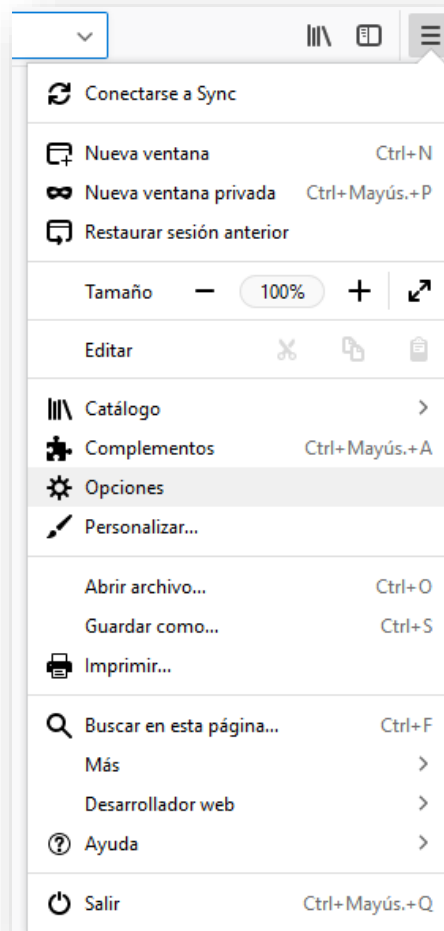 Conectarse a Sync
Nueva ventana Ctrl+N
Nueva ventana privada Ctrl+Mayús.+P
Restaurar sesión anterior
Tamaño − 100% +
Editar
Catálogo >
Complementos Ctrl+Mayús.+A
Opciones
Personalizar...
Abrir archivo... Ctrl+O
Guardar como... Ctrl+S
Imprimir...
Buscar en esta página... Ctrl+F
Más >
Desarrollador web >
Ayuda >
Salir Ctrl+Mayús.+Q